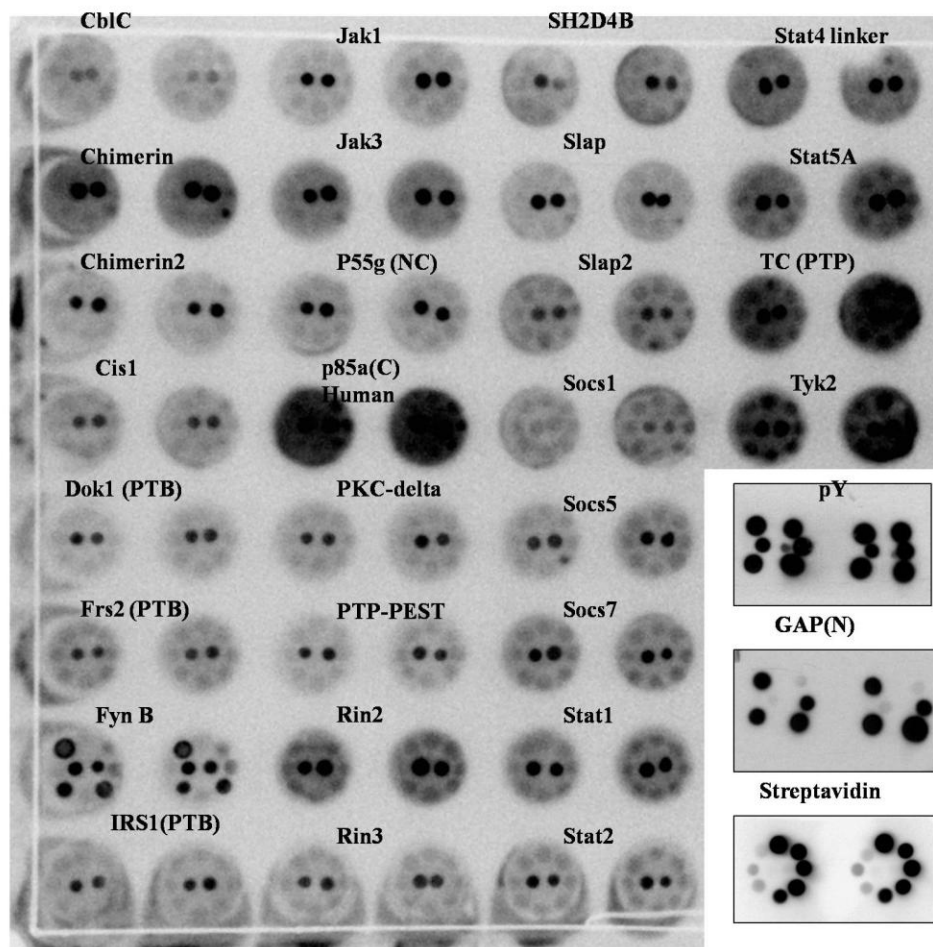 CblC
SH2D4B
Jak1
Stat4 linker
Chimerin
Jak3
Slap
Stat5A
Chimerin2
P55g (NC)
Slap2
TC (PTP)
Cis1
p85a(C)
Human
Socs1
Tyk2
Dok1 (PTB)
PKC-delta
Socs5
pY
Frs2 (PTB)
PTP-PEST
Socs7
GAP(N)
Fyn B
Rin2
Stat1
Streptavidin
IRS1(PTB)
Rin3
Stat2